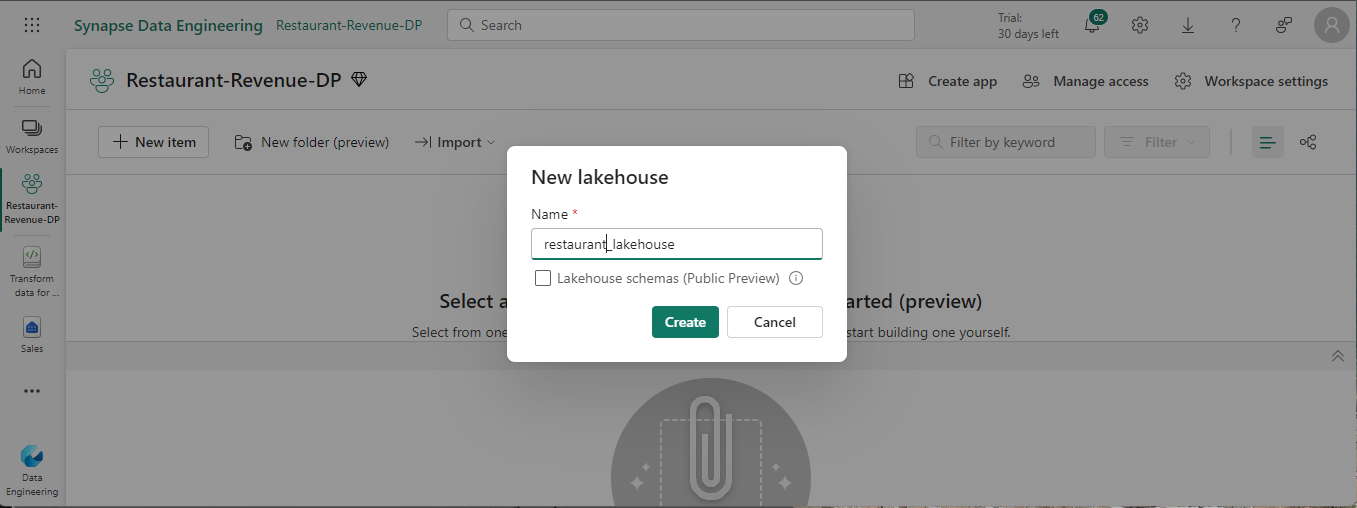 Synapse Data Engineering Restaurant-Revenue-DP Search Trial: 62
30 days left
Home
Workspaces
Restaurant-
Revenue-DP
Transform
data for ...
Sales
Data
Engineering
Restaurant-Revenue-DP Create app Manage access Workspace settings
New item New folder (preview) Import Filter by keyword Filter
New lakehouse
Name *
restaurant_lakehouse
Lakehouse schemas (Public Preview)
Create Cancel
Select a arted (preview)
Select from one start building one yourself.